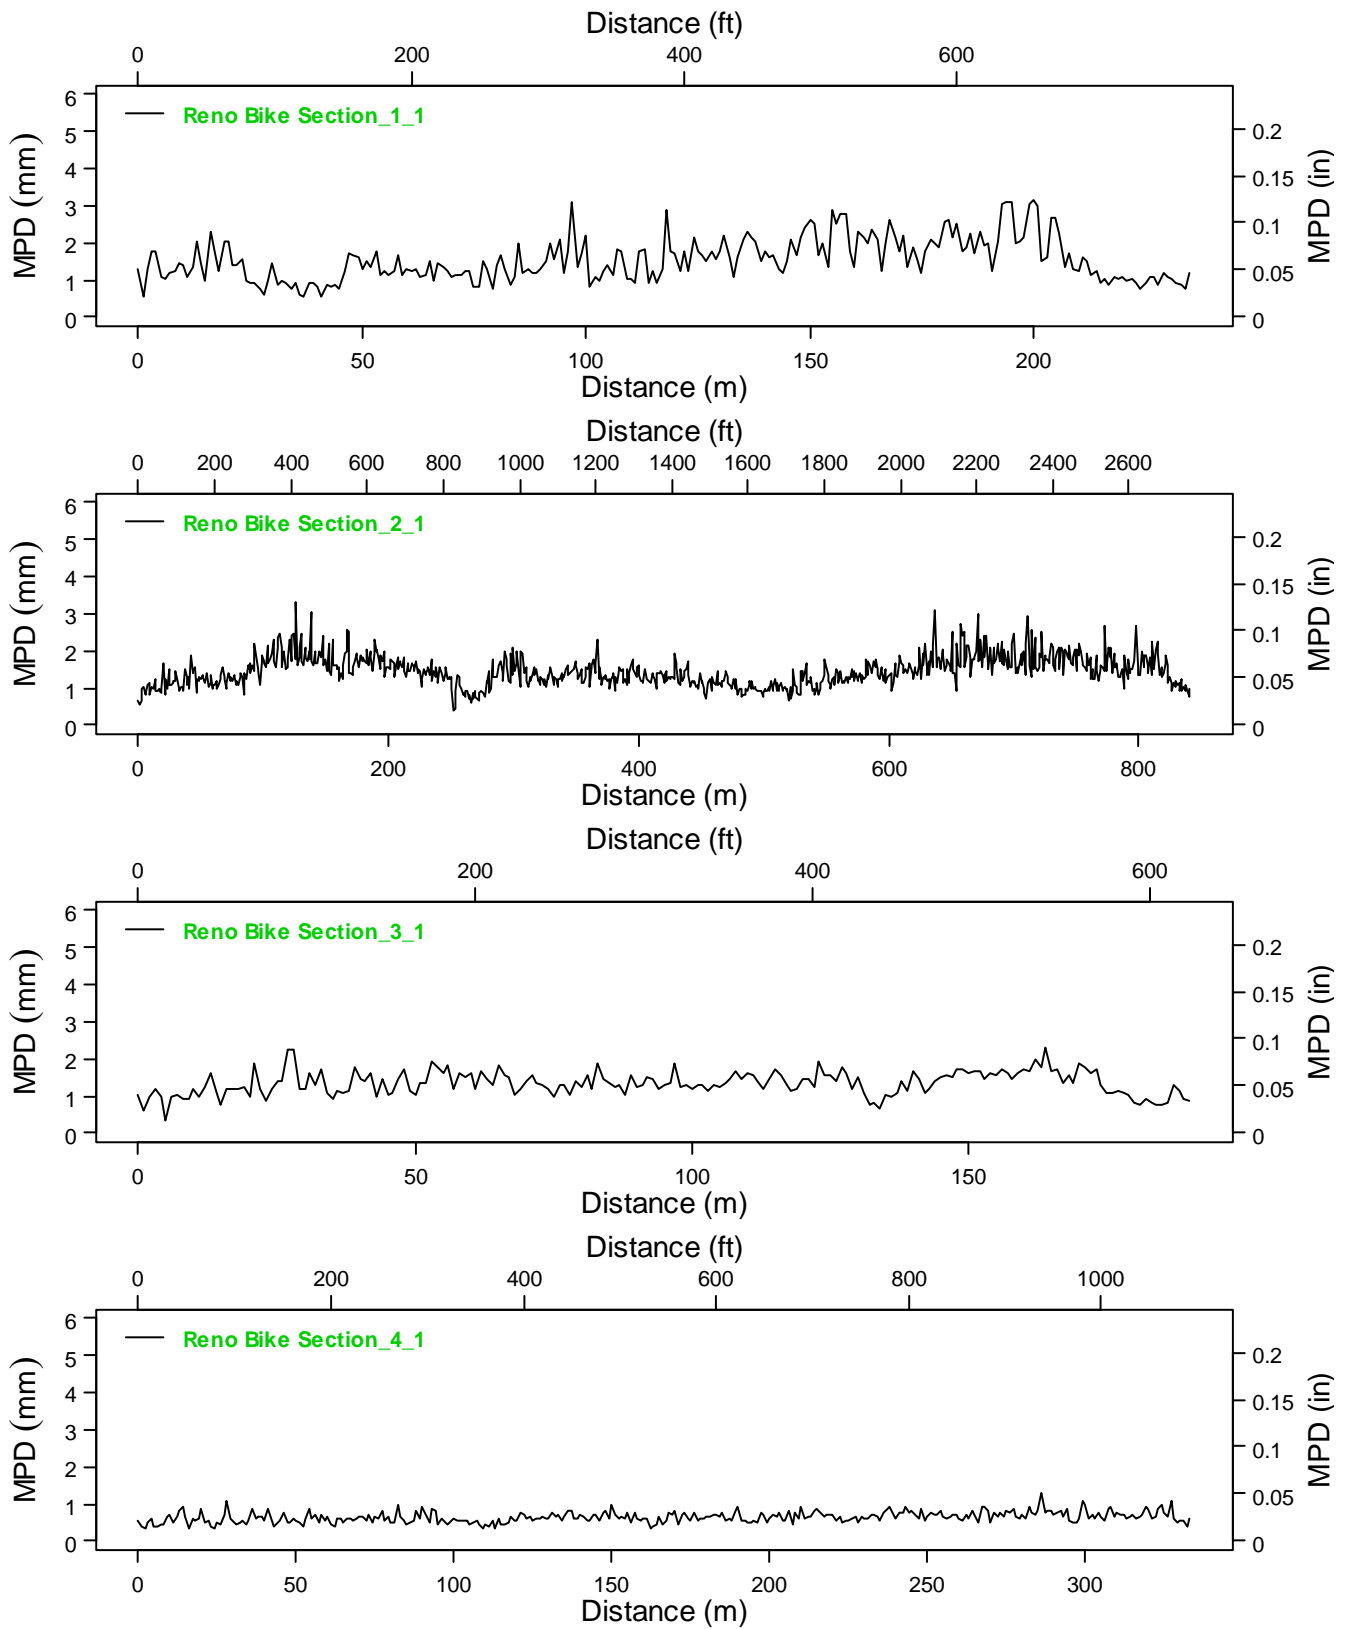 Distance (ft)
0 200 400 600
Reno Bike Section_1_1
MPD (mm)
6
5
4
3
2
1
0
0.2
0.15
0.1
0.05
0
MPD (in)
0 50 100 150 200
Distance (m)
Distance (ft)
0 200 400 600 800 1000 1200 1400 1600 1800 2000 2200 2400 2600
Reno Bike Section_2_1
MPD (mm)
6
5
4
3
2
1
0
0.2
0.15
0.1
0.05
0
MPD (in)
0 200 400 600 800
Distance (m)
Distance (ft)
0 200 400 600
Reno Bike Section_3_1
MPD (mm)
6
5
4
3
2
1
0
0.2
0.15
0.1
0.05
0
MPD (in)
0 50 100 150
Distance (m)
Distance (ft)
0 200 400 600 800 1000
Reno Bike Section_4_1
MPD (mm)
6
5
4
3
2
1
0
0.2
0.15
0.1
0.05
0
MPD (in)
0 50 100 150 200 250 300
Distance (m)